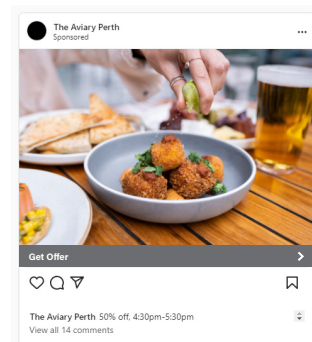 The Aviary Perth
Sponsored
Get Offer
The Aviary Perth 50% off, 4:30pm-5:30pm
View all 14 comments